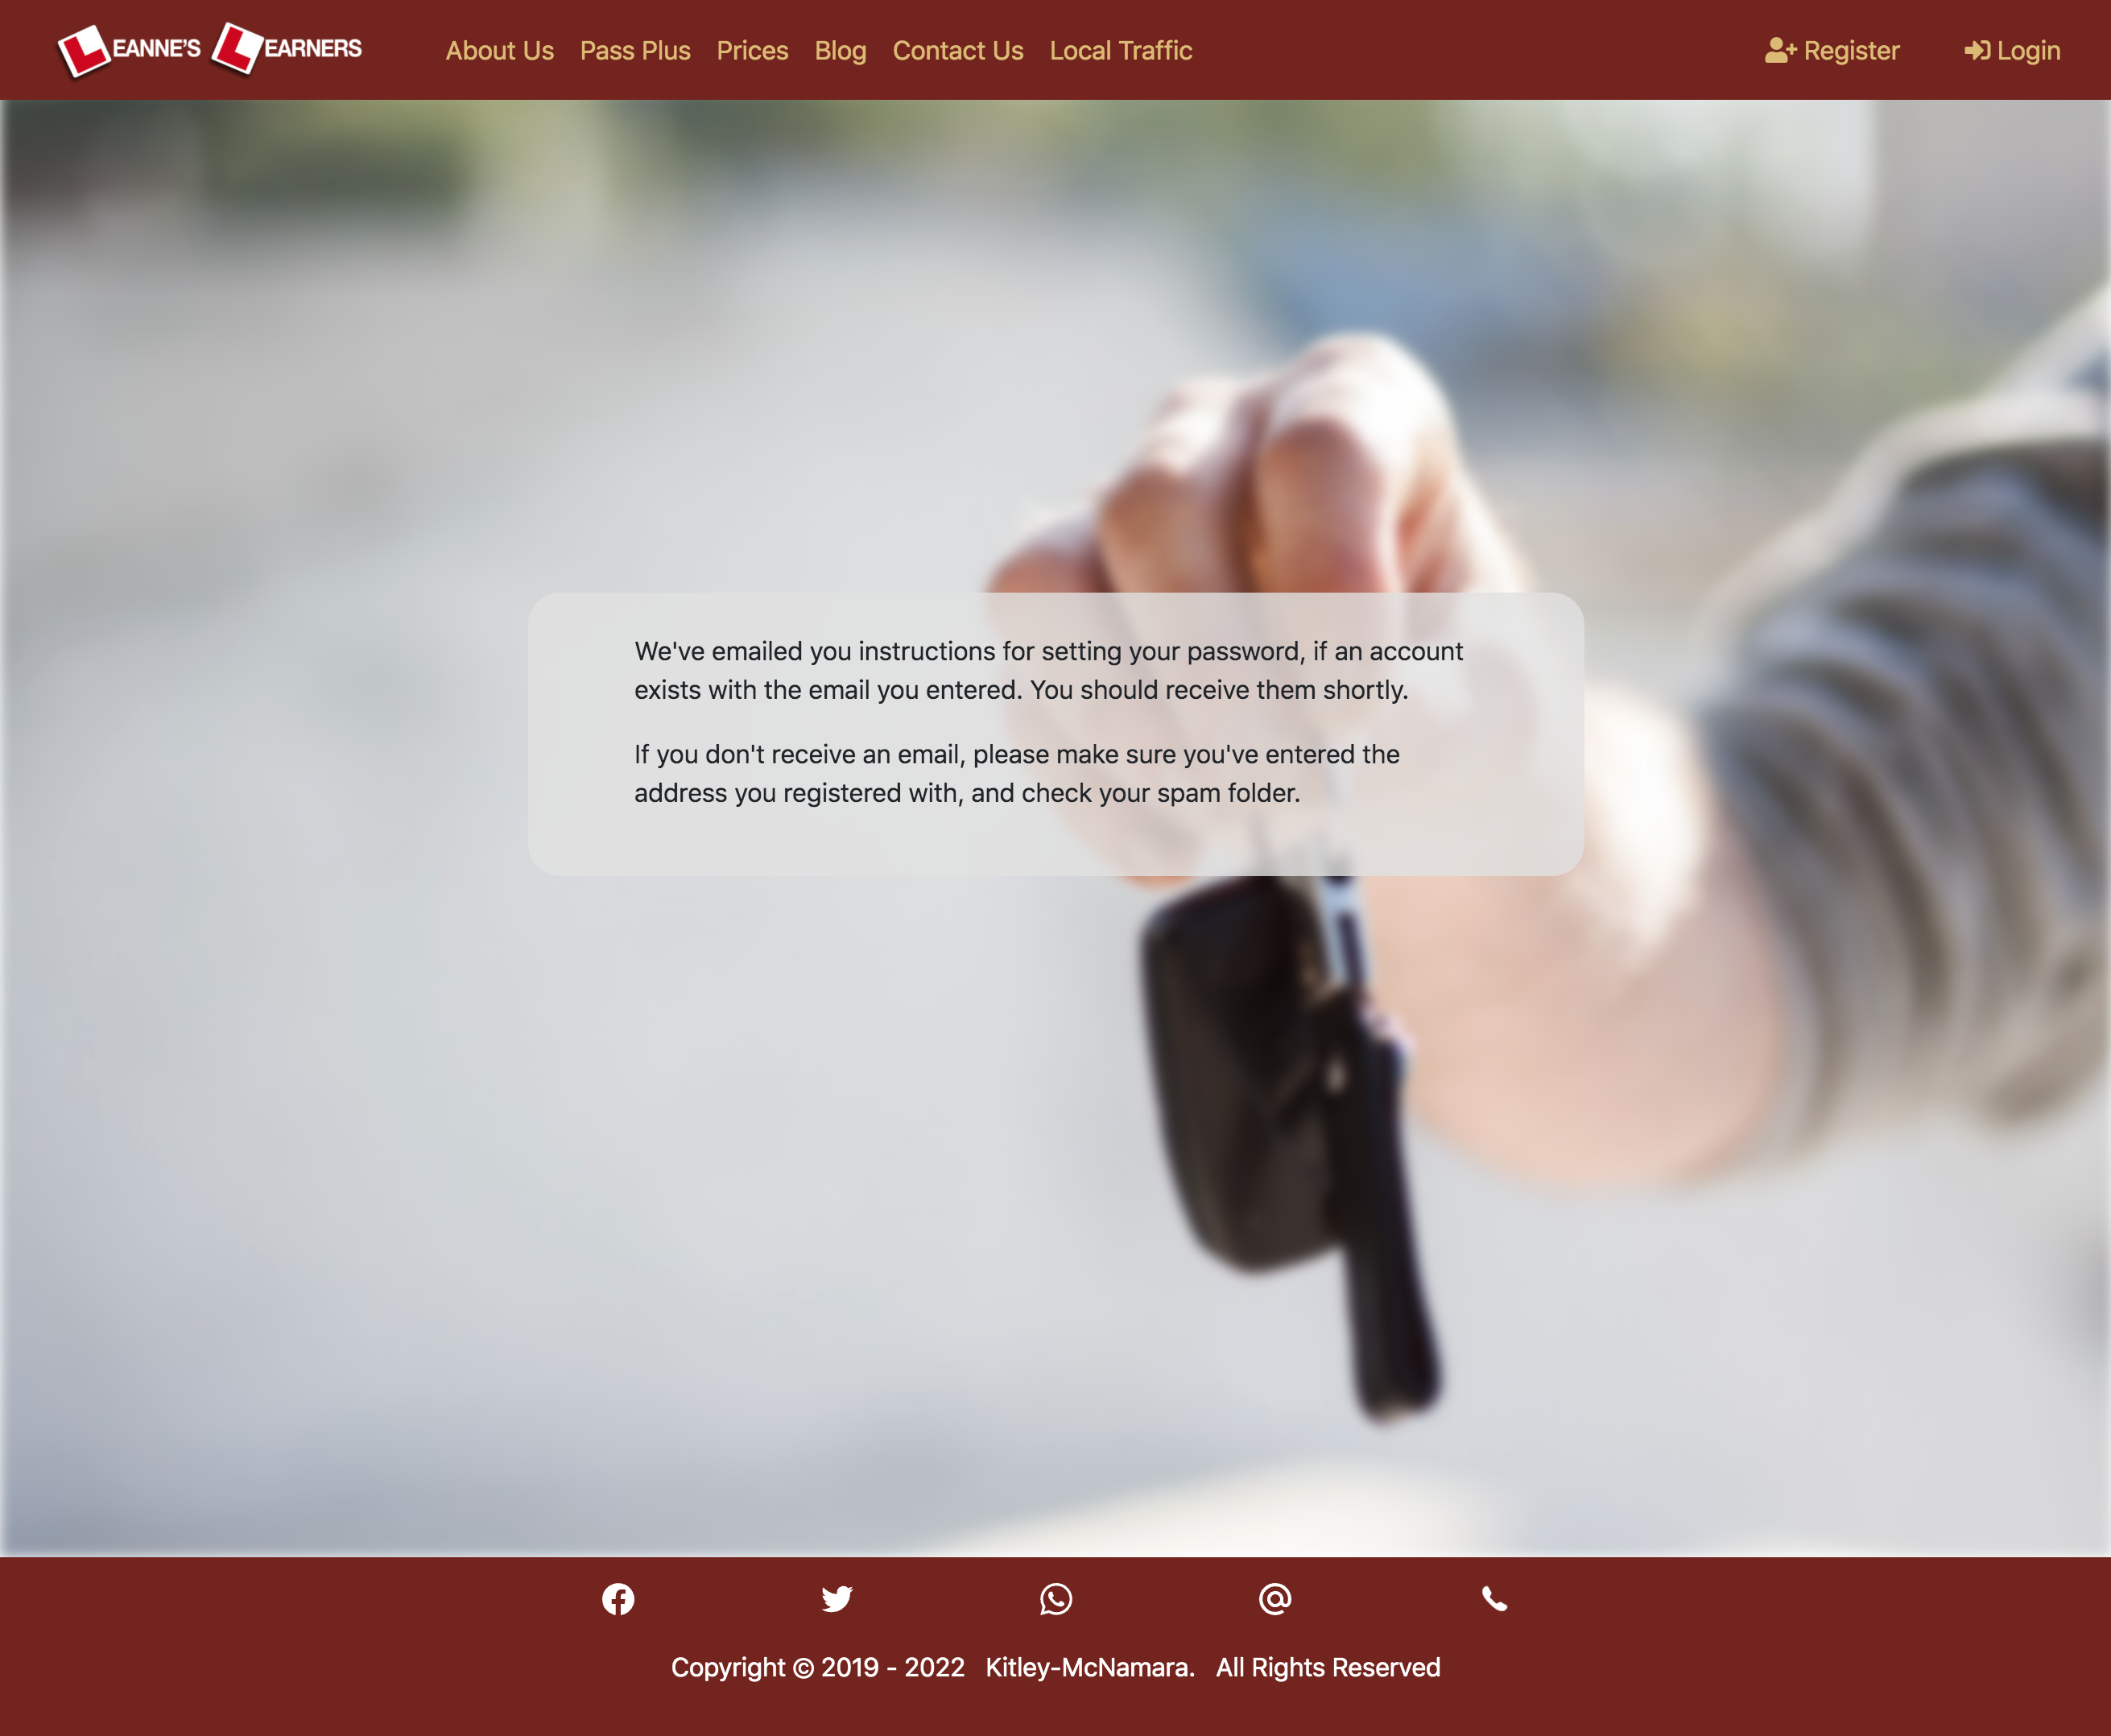 LEANNE'S LEARNERS About Us Pass Plus Prices Blog Contact Us Local Traffic Register Login
We've emailed you instructions for setting your password, if an account
exists with the email you entered. You should receive them shortly.
If you don't receive an email, please make sure you've entered the
address you registered with, and check your spam folder.
Copyright © 2019 - 2022 Kitley-McNamara. All Rights Reserved